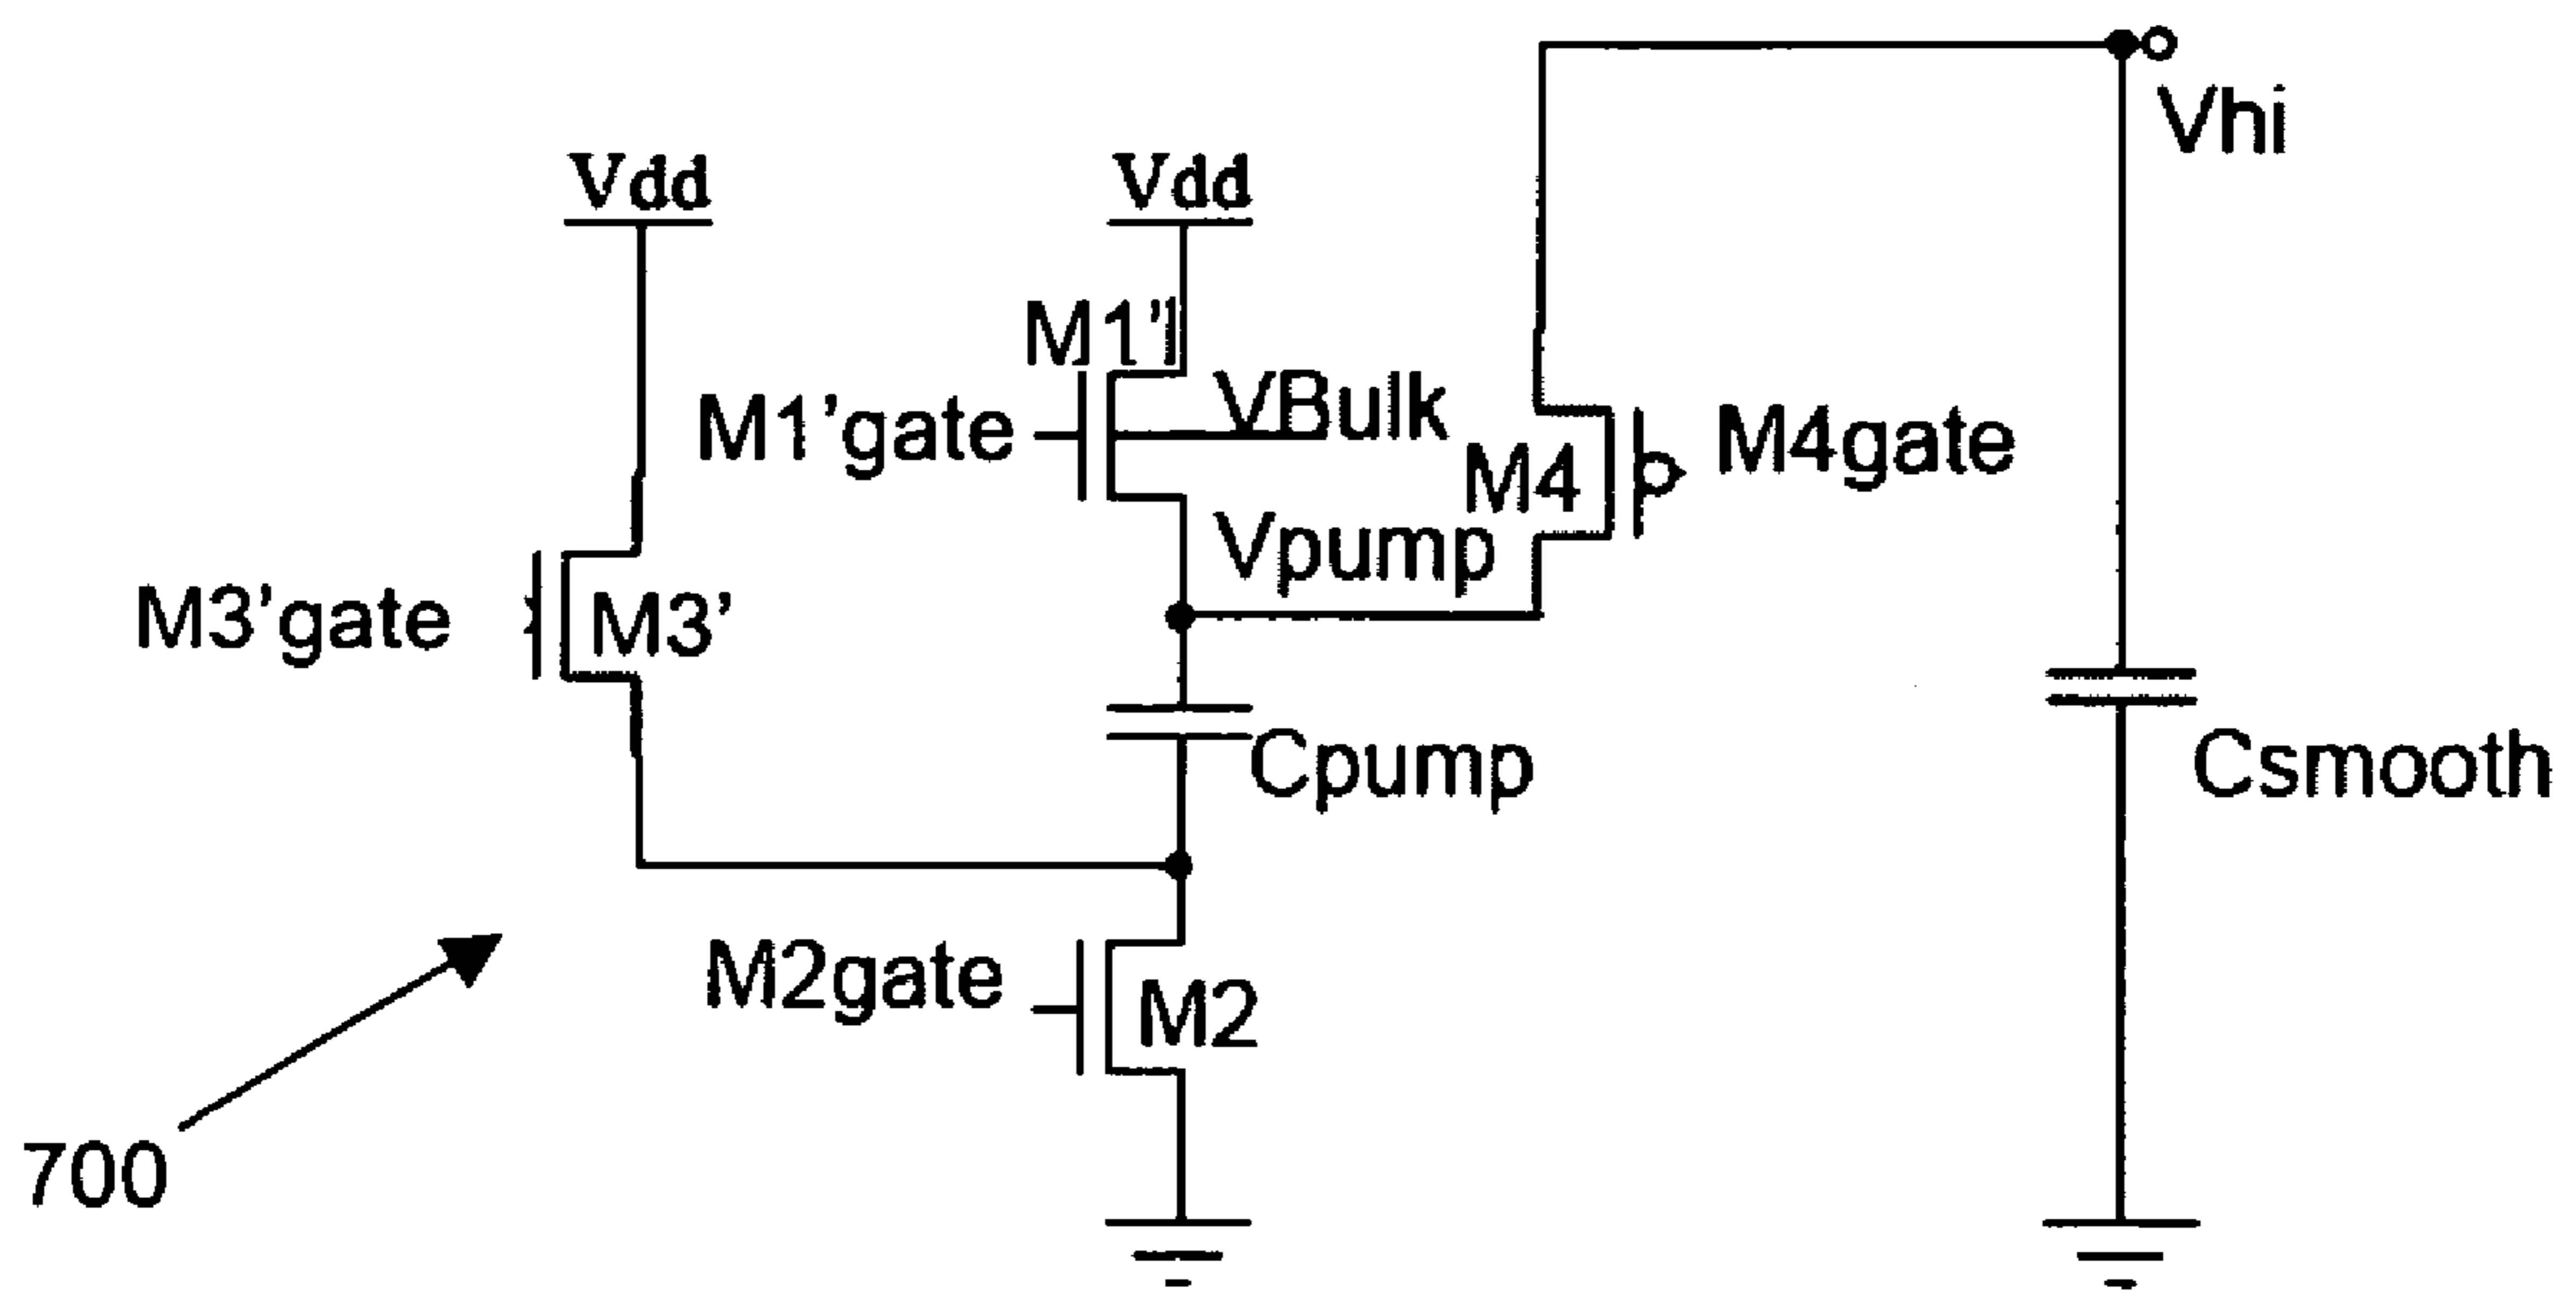 Vhi
Vdd
Vdd
M1'
M1'gate
VBulk
M4
M4gate
Vpump
M3'gate
M3'
Cpump
Csmooth
M2gate
M2
700